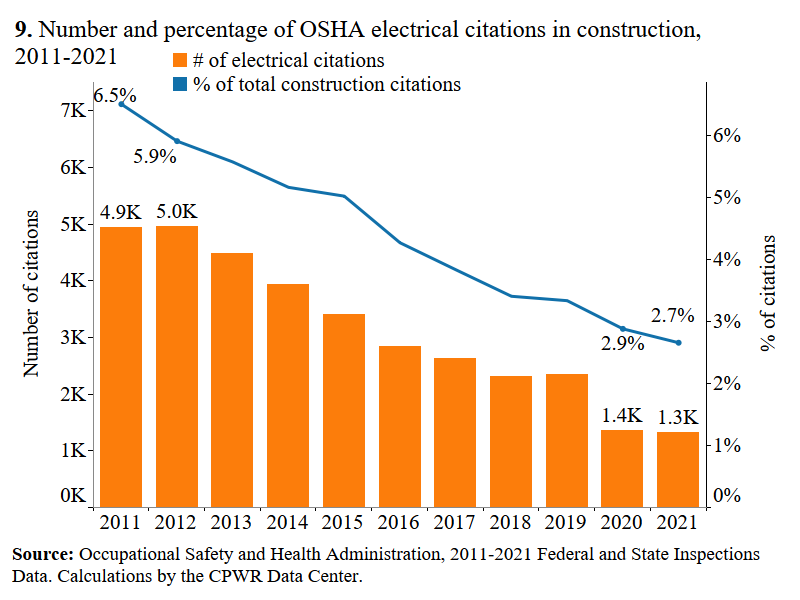 9. Number and percentage of OSHA electrical citations in construction,
2011-2021
# of electrical citations
% of total construction citations
Number of citations
7K
6K
5K
4K
3K
2K
1K
0K
6.5%
5.9%
2.9%
2.7%
4.9K
5.0K
1.4K
1.3K
6%
5%
4%
3%
2%
1%
0%
% of citations
2011 2012 2013 2014 2015 2016 2017 2018 2019 2020 2021
Source: Occupational Safety and Health Administration, 2011-2021 Federal and State Inspections
Data. Calculations by the CPWR Data Center.